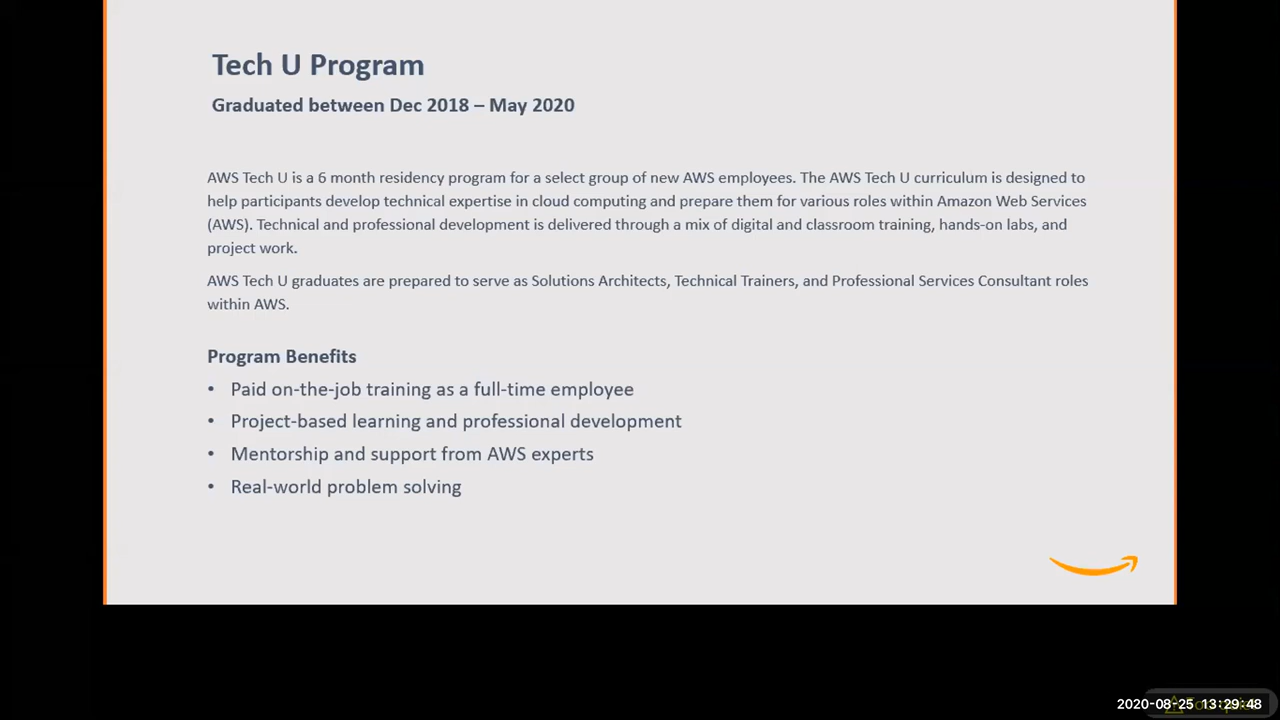 Tech U Program
Graduated between Dec 2018 – May 2020
AWS Tech U is a 6 month residency program for a select group of new AWS employees. The AWS Tech U curriculum is designed to
help participants develop technical expertise in cloud computing and prepare them for various roles within Amazon Web Services
(AWS). Technical and professional development is delivered through a mix of digital and classroom training, hands-on labs, and
project work.
AWS Tech U graduates are prepared to serve as Solutions Architects, Technical Trainers, and Professional Services Consultant roles
within AWS.
Program Benefits
• Paid on-the-job training as a full-time employee
• Project-based learning and professional development
• Mentorship and support from AWS experts
• Real-world problem solving
2020-08-25 13:29:48